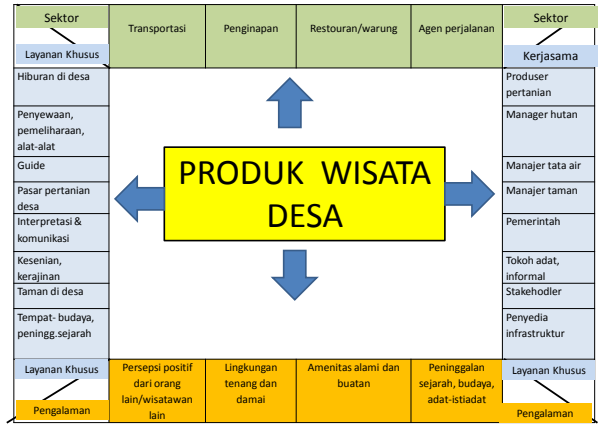 Sektor
Layanan Khusus
Transportasi
Penginapan
Restouran/warung
Agen perjalanan
Sektor
Kerjasama
Hiburan di desa
Penyewaan,
pemeliharaan,
alat-alat
Guide
Pasar pertanian
desa
Interpretasi &
komunikasi
Kesenian,
kerajinan
Taman di desa
Tempat- budaya,
peningg.sejarah
PRODUK WISATA
DESA
Produser
pertanian
Manager hutan
Manajer tata air
Manajer taman
Pemerintah
Tokoh adat,
informal
Stakehodler
Penyedia
infrastruktur
Layanan Khusus
Pengalaman
Persepsi positif
dari orang
lain/wisatawan
lain
Lingkungan
tenang dan
damai
Amenitas alami dan
buatan
Peninggalan
sejarah, budaya,
adat-istiadat
Layanan Khusus
Pengalaman